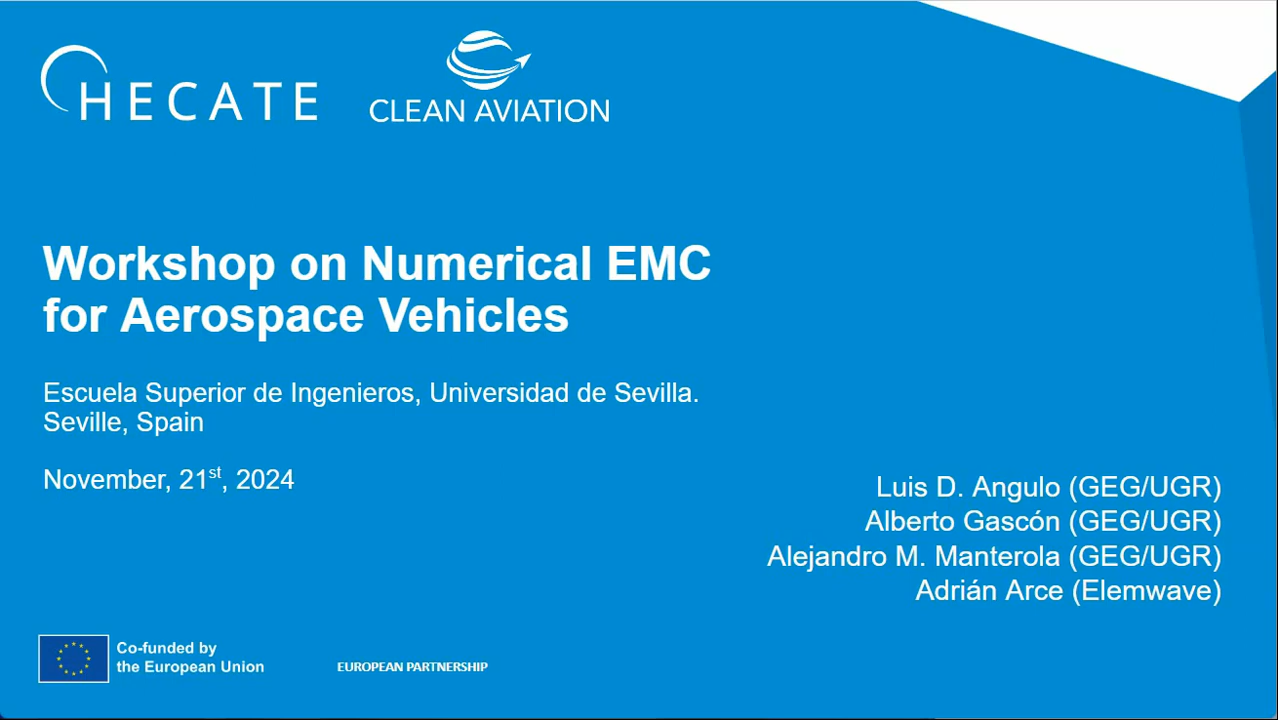 HECATE
CLEAN AVIATION
Workshop on Numerical EMC
for Aerospace Vehicles
Escuela Superior de Ingenieros, Universidad de Sevilla.
Seville, Spain
November, 21st, 2024
Luis D. Angulo (GEG/UGR)
Alberto Gascón (GEG/UGR)
Alejandro M. Manterola (GEG/UGR)
Adrián Arce (Elemwave)
Co-funded by
the European Union
EUROPEAN PARTNERSHIP